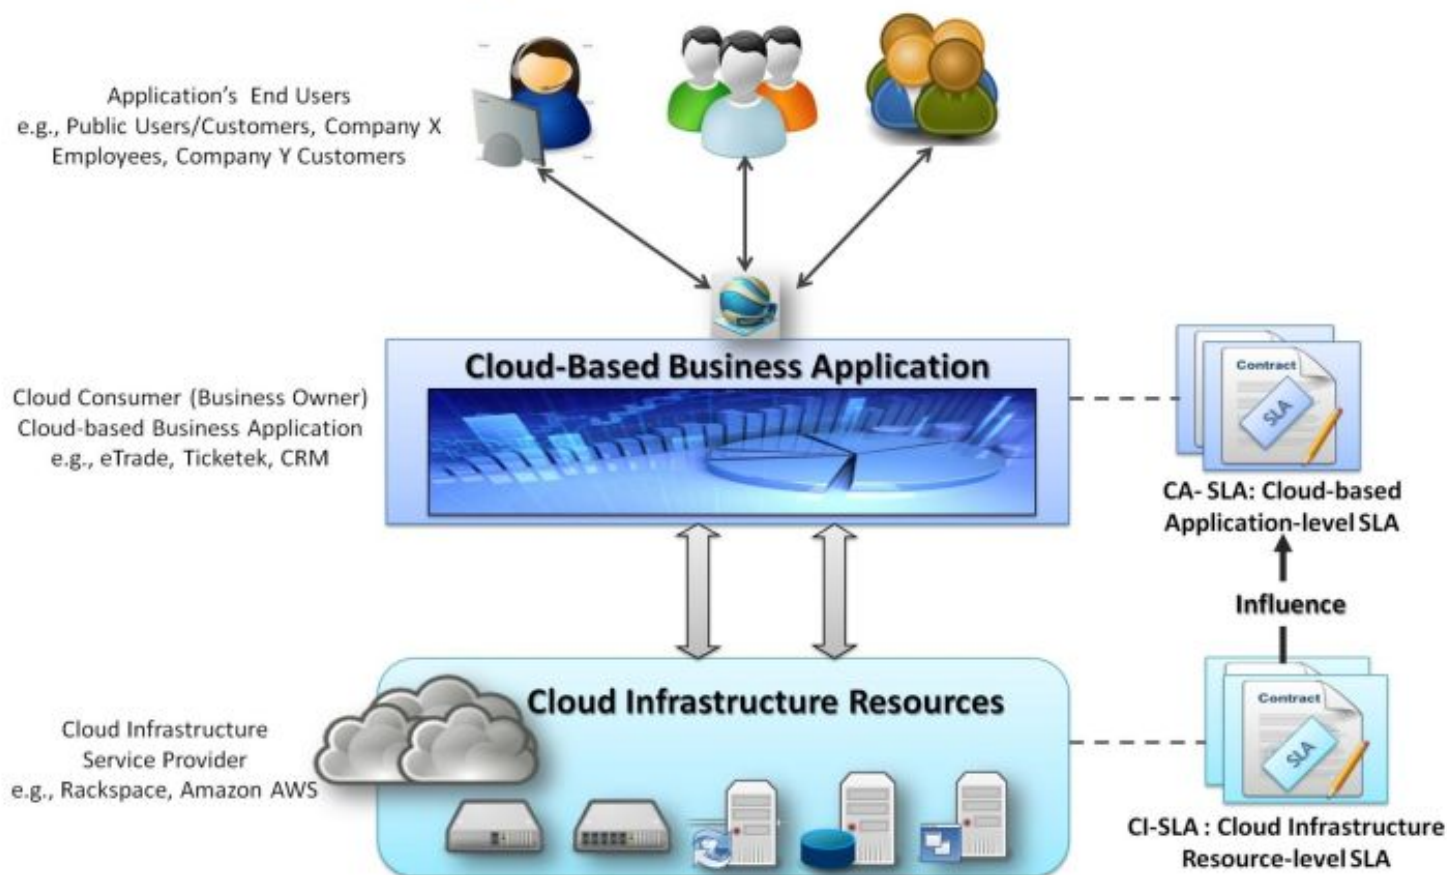 Application's End Users
e.g., Public Users/Customers, Company X
Employees, Company Y Customers
Cloud-Based Business Application
Cloud Consumer (Business Owner)
Cloud-based Business Application
e.g., eTrade, Ticketek, CRM
Contract
SLA
CA- SLA: Cloud-based
Application-level SLA
Influence
Cloud Infrastructure Resources
Cloud Infrastructure
Service Provider
e.g., Rackspace, Amazon AWS
Contract
SLA
CI-SLA : Cloud Infrastructure
Resource-level SLA